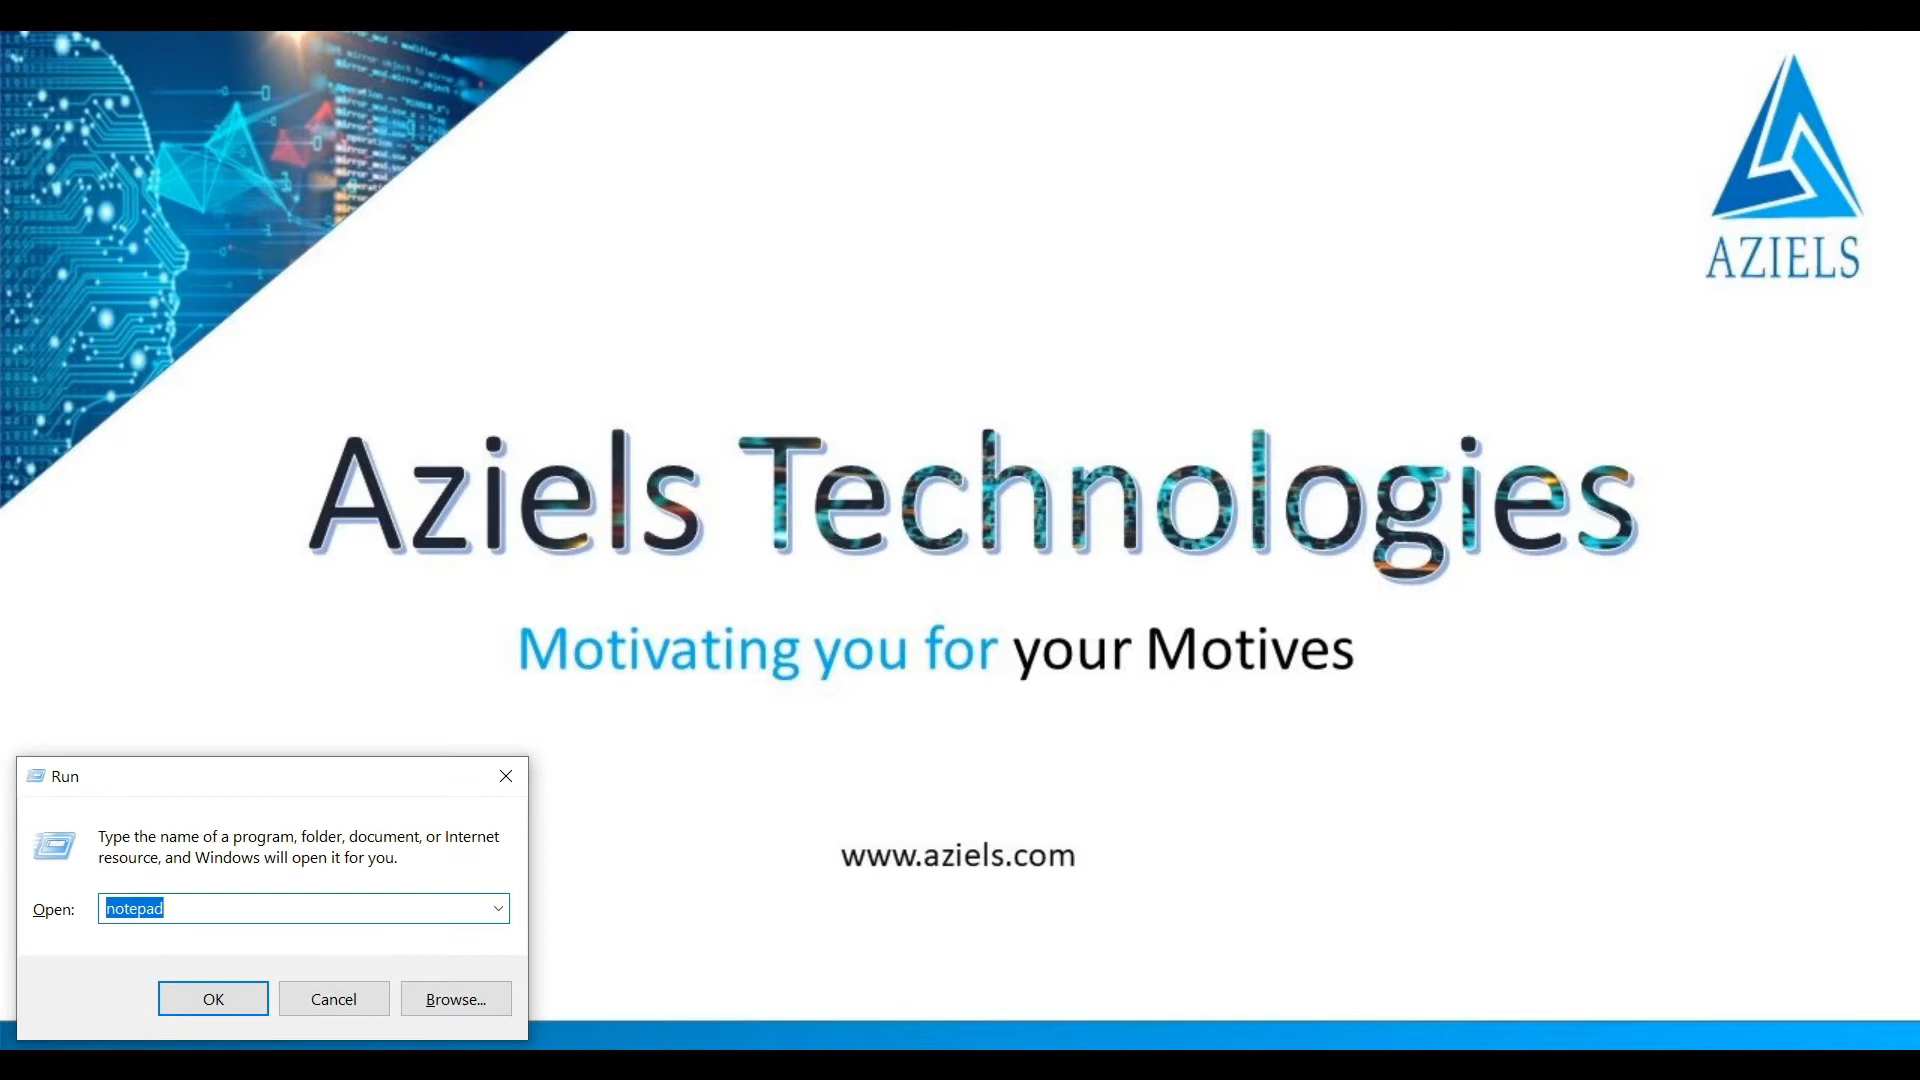 AZIELS
Aziels Technologies
Motivating you for your Motives
www.aziels.com
Run
Type the name of a program, folder, document, or Internet
resource, and Windows will open it for you.
Open: notepad
OK Cancel Browse...